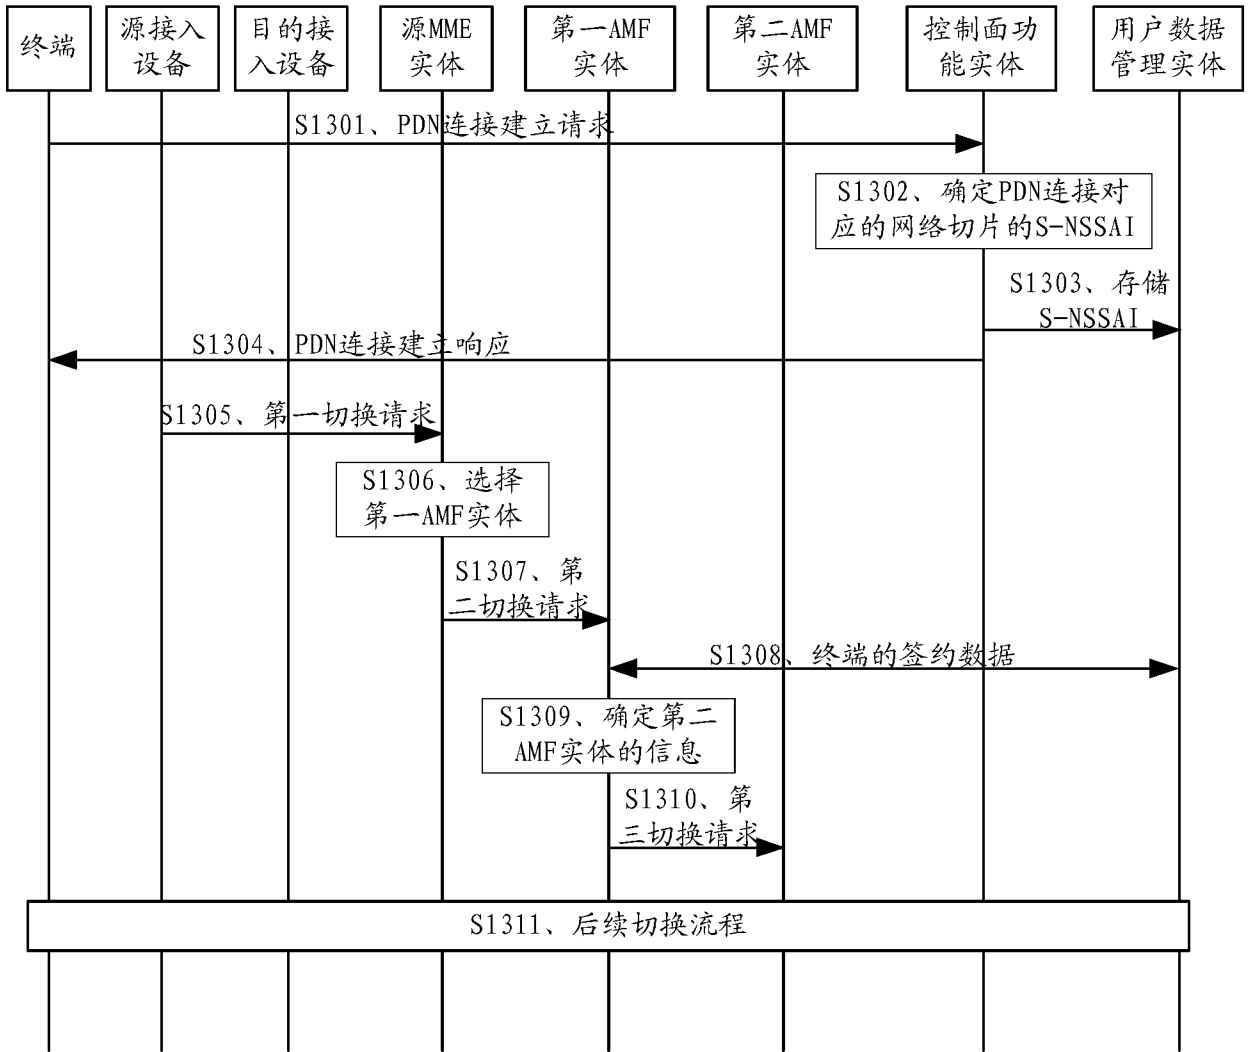 终端
源接入
设备
目的接
入设备
源MME
实体
第一AMF
实体
第二AMF
实体
控制面功
能实体
用户数据
管理实体
S1301、PDN连接建立请求
S1302、确定PDN连接对
应的网络切片的S-NSSAI
S1303、存储
S-NSSAI
S1304、PDN连接建立响应
S1305、第一切换请求
S1306、选择
第一AMF实体
S1307、第
二切换请求
S1308、终端的签约数据
S1309、确定第二
AMF实体的信息
S1310、第
三切换请求
S1311、后续切换流程